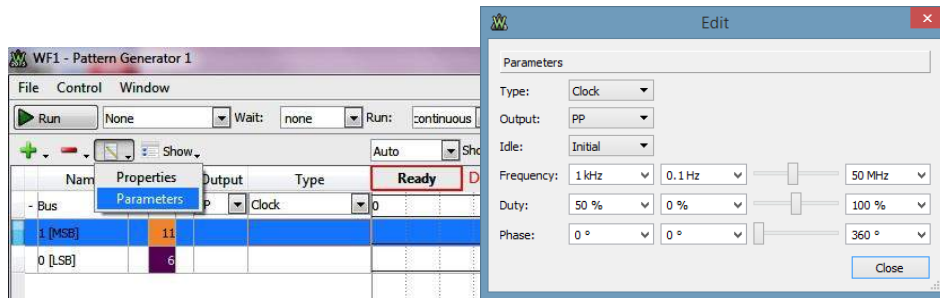 WF1 - Pattern Generator 1
File Control Window
Run None Wait: none Run: continuous
Show
Auto
Output Type Ready
Properties
Parameters
- Bus Clock 0
1 [MSB] 11
0 [LSB] 6
Edit
Parameters
Type: Clock
Output: PP
Idle: Initial
Frequency: 1 kHz 0.1 Hz 50 MHz
Duty: 50 % 0 % 100 %
Phase: 0 ° 0 ° 360 °
Close